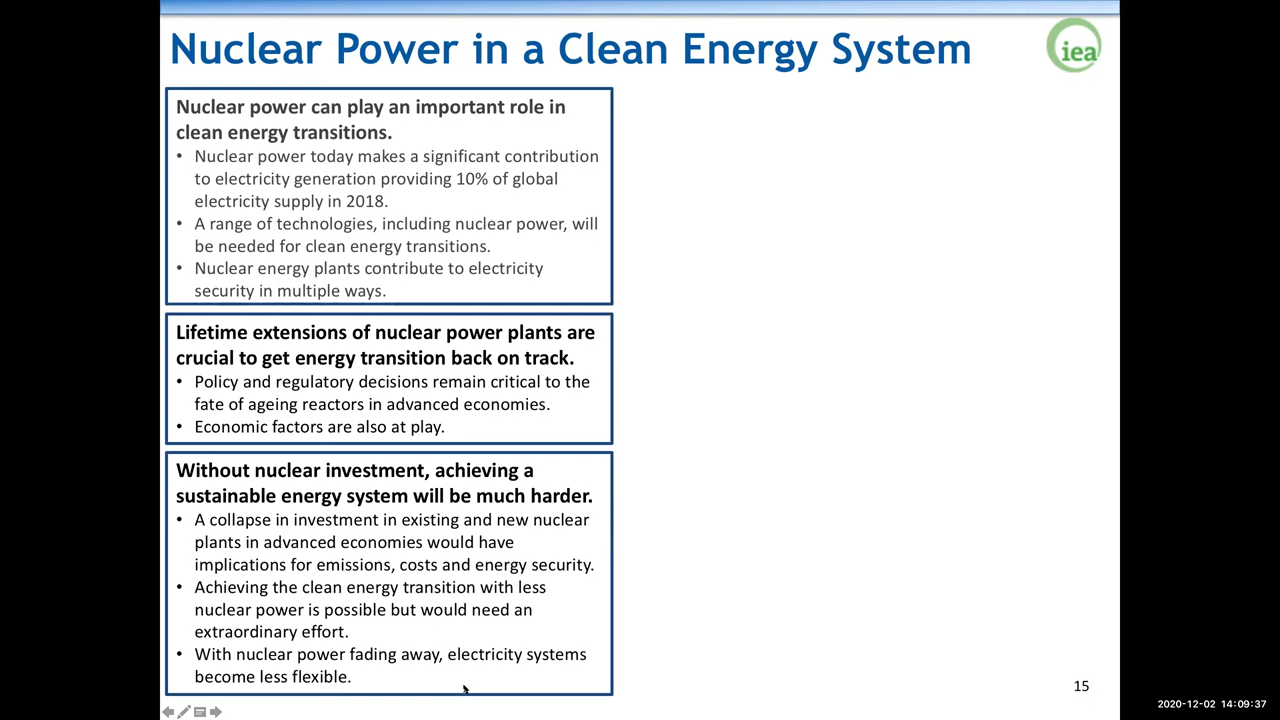 Nuclear Power in a Clean Energy System
iea
Nuclear power can play an important role in
clean energy transitions.
• Nuclear power today makes a significant contribution
to electricity generation providing 10% of global
electricity supply in 2018.
• A range of technologies, including nuclear power, will
be needed for clean energy transitions.
• Nuclear energy plants contribute to electricity
security in multiple ways.
Lifetime extensions of nuclear power plants are
crucial to get energy transition back on track.
• Policy and regulatory decisions remain critical to the
fate of ageing reactors in advanced economies.
• Economic factors are also at play.
Without nuclear investment, achieving a
sustainable energy system will be much harder.
• A collapse in investment in existing and new nuclear
plants in advanced economies would have
implications for emissions, costs and energy security.
• Achieving the clean energy transition with less
nuclear power is possible but would need an
extraordinary effort.
• With nuclear power fading away, electricity systems
become less flexible.
15
2020-12-02 14:09:37